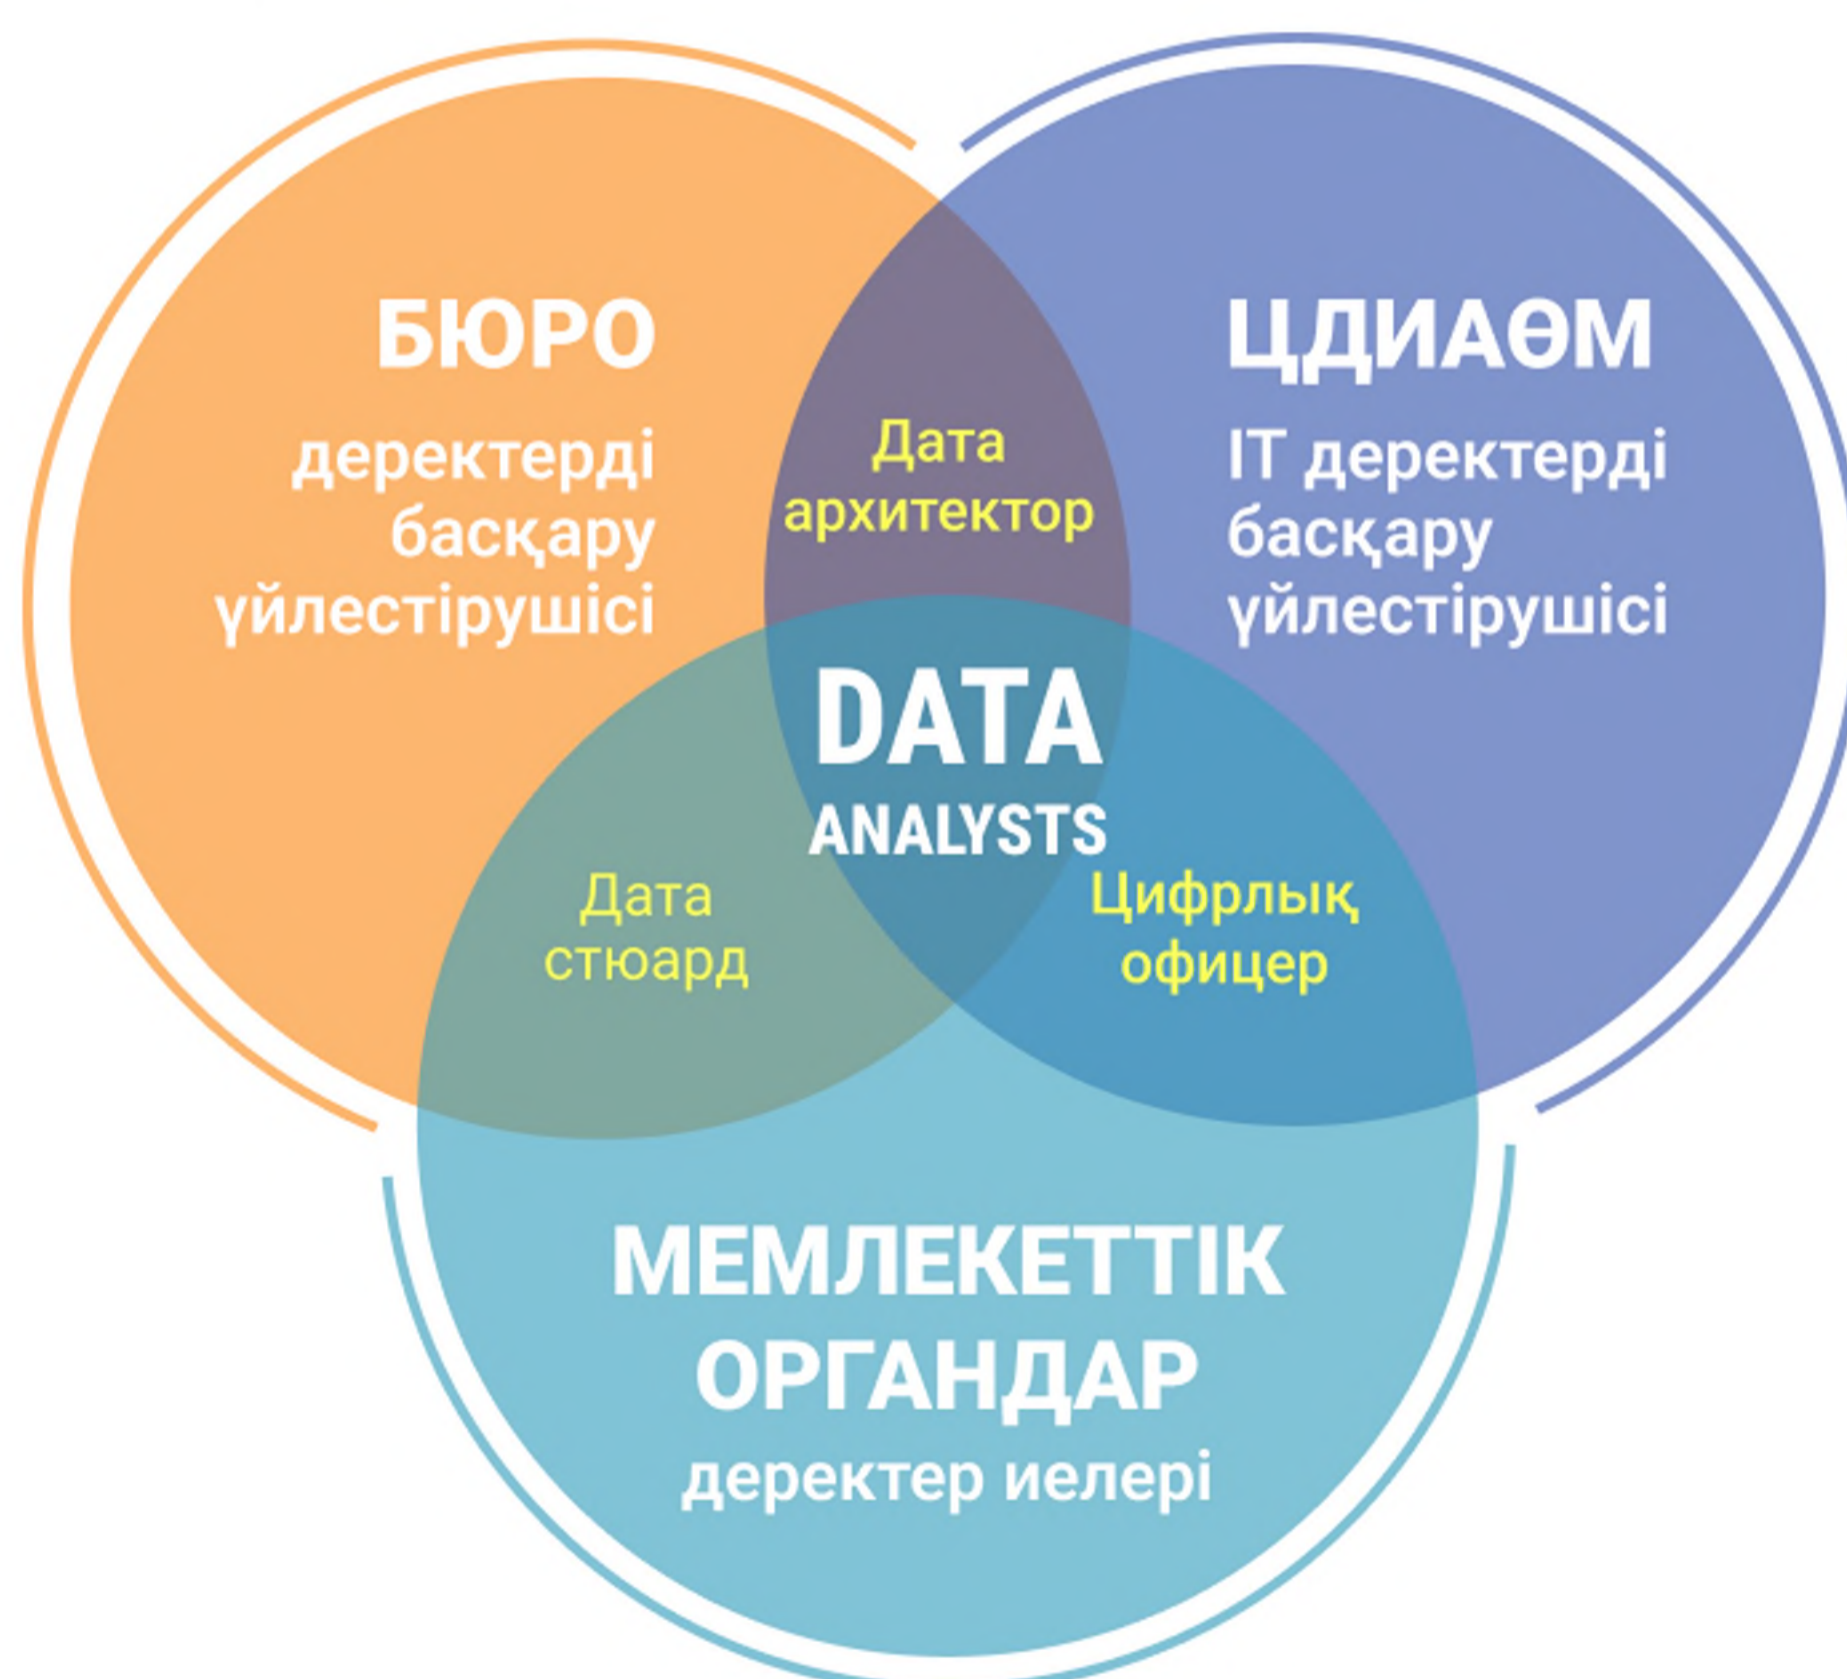 БЮРО
деректерді
басқару
үйлестірушісі
ЦДИАӨМ
ІТ деректерді
басқару
үйлестірушісі
Дата
архитектор
DATA
ANALYSTS
Дата
стюард
Цифрлық
офицер
МЕМЛЕКЕТТІК
ОРГАНДАР
деректер иелері